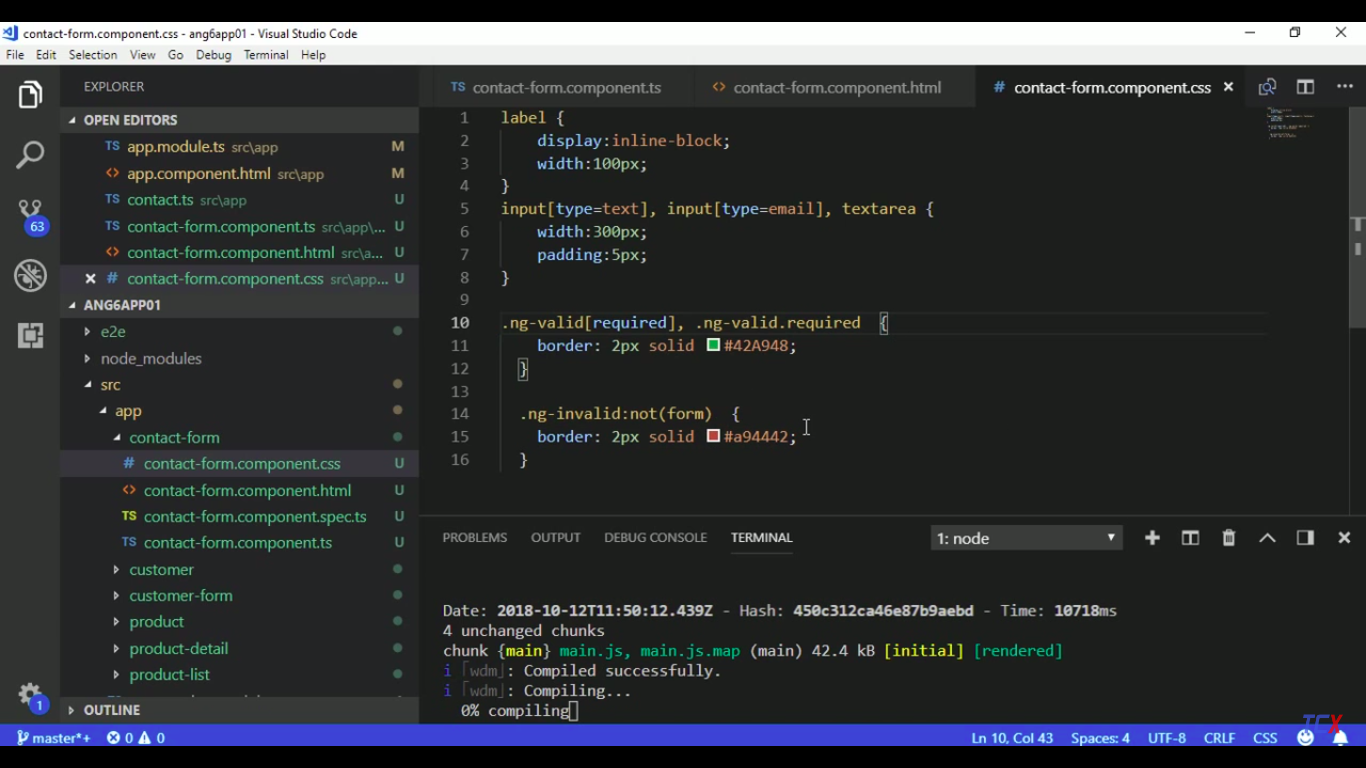 contact-form.component.css - ang6app01 - Visual Studio Code
File Edit Selection View Go Debug Terminal Help
EXPLORER
OPEN EDITORS
TS app.module.ts src\app M
<> app.component.html src\app M
TS contact.ts src\app U
TS contact-form.component.ts src\app\... U
<> contact-form.component.html src\a... U
# contact-form.component.css src\app... U
ANG6APP01
e2e
node_modules
src
app
contact-form
# contact-form.component.css U
<> contact-form.component.html U
TS contact-form.component.spec.ts U
TS contact-form.component.ts U
customer
customer-form
product
product-detail
product-list
OUTLINE
63
1
TS contact-form.component.ts <> contact-form.component.html # contact-form.component.css
1 label {
2 display:inline-block;
3 width:100px;
4 }
5 input[type=text], input[type=email], textarea {
6 width:300px;
7 padding:5px;
8 }
9
10 .ng-valid[required], .ng-valid.required {
11 border: 2px solid #42A948;
12 }
13
14 .ng-invalid:not(form) {
15 border: 2px solid #a94442;
16 }
PROBLEMS OUTPUT DEBUG CONSOLE TERMINAL 1: node
Date: 2018-10-12T11:50:12.439Z - Hash: 450c312ca46e87b9aebd - Time: 10718ms
4 unchanged chunks
chunk {main} main.js, main.js.map (main) 42.4 kB [initial] [rendered]
i ｢wdm｣: Compiled successfully.
i ｢wdm｣: Compiling...
0% compiling
master*+ 0 0 Ln 10, Col 43 Spaces: 4 UTF-8 CRLF CSS